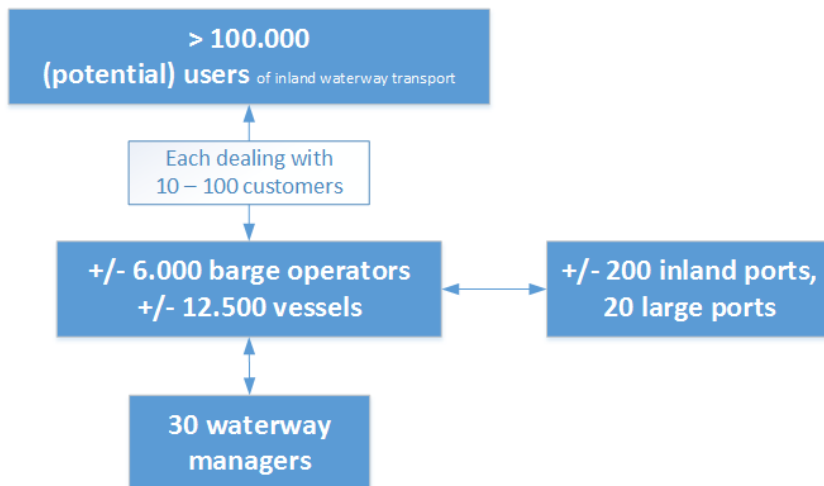 > 100.000
(potential) users of inland waterway transport
Each dealing with
10 – 100 customers
+/- 6.000 barge operators
+/- 12.500 vessels
+/- 200 inland ports,
20 large ports
30 waterway
managers